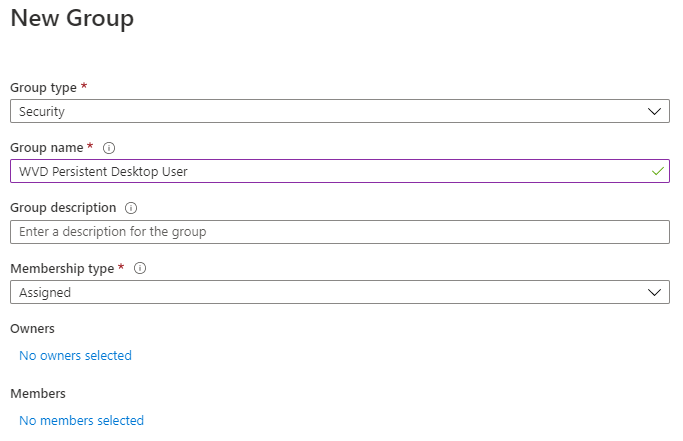 New Group
Group type *
Security
Group name *
WVD Persistent Desktop User
Group description
Enter a description for the group
Membership type *
Assigned
Owners
No owners selected
Members
No members selected